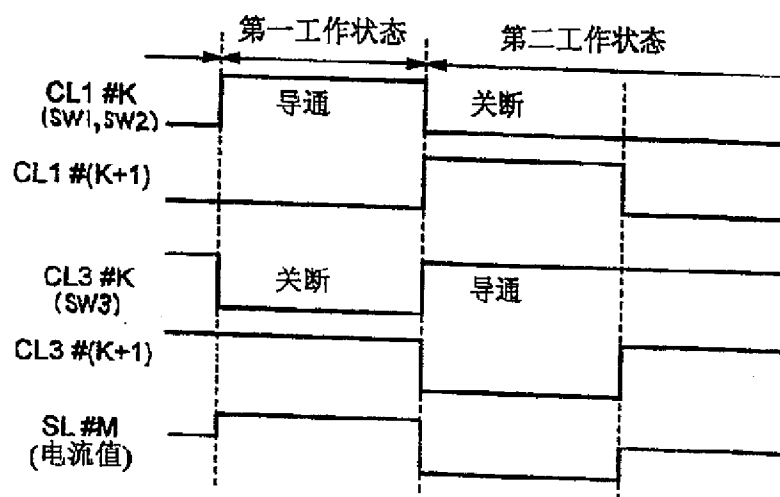 第一工作状态
第二工作状态
CL1 #K
(SW1,SW2)
导通
关断
CL1 #(K+1)
CL3 #K
(SW3)
关断
导通
CL3 #(K+1)
SL #M
(电流值)